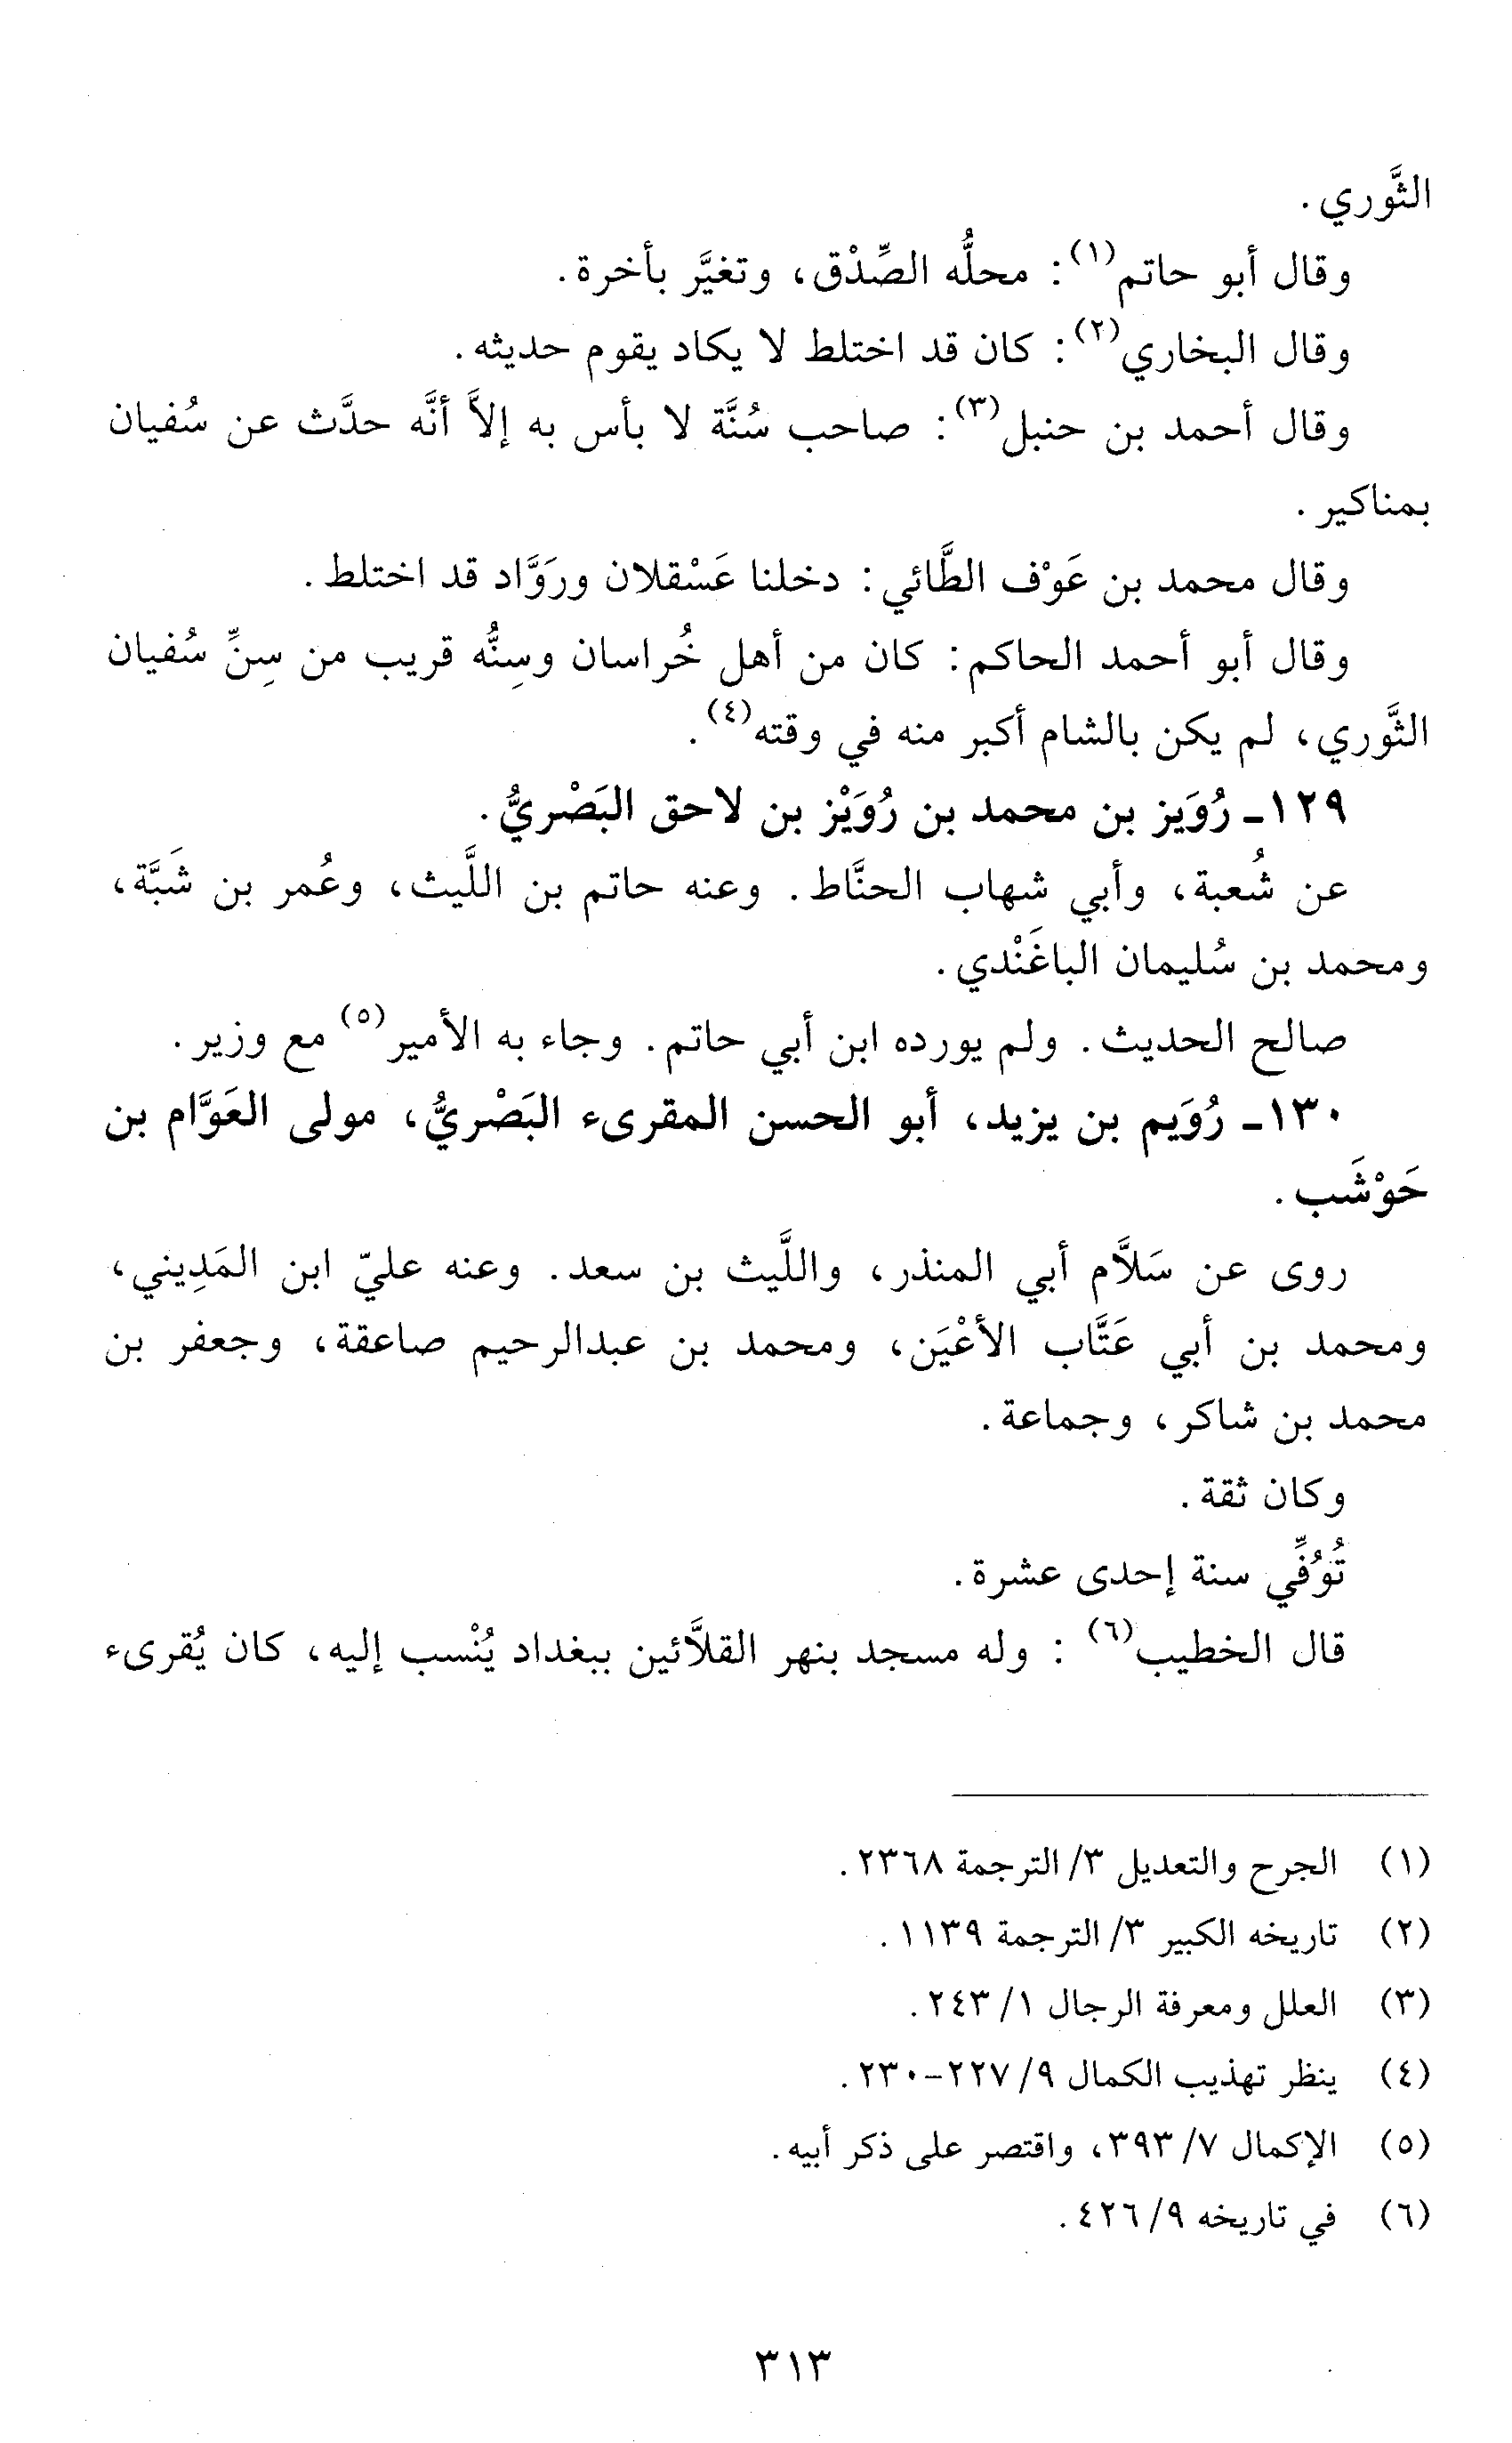 الثَّوري.
وقال أبو حاتم(١): محلُّه الصِّدْق، وتغيَّر بأخرة.
وقال البخاري(٢): كان قد اختلط لا يكاد يقوم حديثه.
وقال أحمد بن حنبل(٣): صاحب سُنَّة لا بأس به إلاَّ أنَّه حدَّث عن سُفيان
بمناكير.
وقال محمد بن عَوْف الطَّائي: دخلنا عَسْقلان وروَّاد قد اختلط.
وقال أبو أحمد الحاكم: كان من أهل خُراسان وسِنُّه قريب من سِنِّ سُفيان
الثَّوري، لم يكن بالشام أكبر منه في وقته(٤).
١٢٩- رُوَيز بن محمد بن رُوَيْز بن لاحق البَصْريُّ.
عن شُعبة، وأبي شهاب الحنَّاط. وعنه حاتم بن اللَّيث، وعُمر بن شَبَّة،
ومحمد بن سُليمان الباغَنْدي.
صالح الحديث. ولم يورده ابن أبي حاتم. وجاء به الأمير(٥) مع وزير.
١٣٠- رُوَيم بن يزيد، أبو الحسن المقرىء البَصْريُّ، مولى العَوَّام بن
حَوْشَب.
روى عن سَلاَّم أبي المنذر، واللَّيث بن سعد. وعنه عليّ ابن المَدِيني،
ومحمد بن أبي عَتَّاب الأعْيَن، ومحمد بن عبدالرحيم صاعقة، وجعفر بن
محمد بن شاكر، وجماعة.
وكان ثقة.
تُوُفِّي سنة إحدى عشرة.
قال الخطيب(٦): وله مسجد بنهر القلاَّئين ببغداد يُنْسب إليه، كان يُقرىء
(١) الجرح والتعديل ٣/ الترجمة ٢٣٦٨.
(٢) تاريخه الكبير ٣/ الترجمة ١١٣٩.
(٣) العلل ومعرفة الرجال ١/ ٢٤٣.
(٤) ينظر تهذيب الكمال ٩/ ٢٢٧-٢٣٠.
(٥) الإكمال ٧/ ٣٩٣، واقتصر على ذكر أبيه.
(٦) في تاريخه ٩/ ٤٢٦.
٣١٣